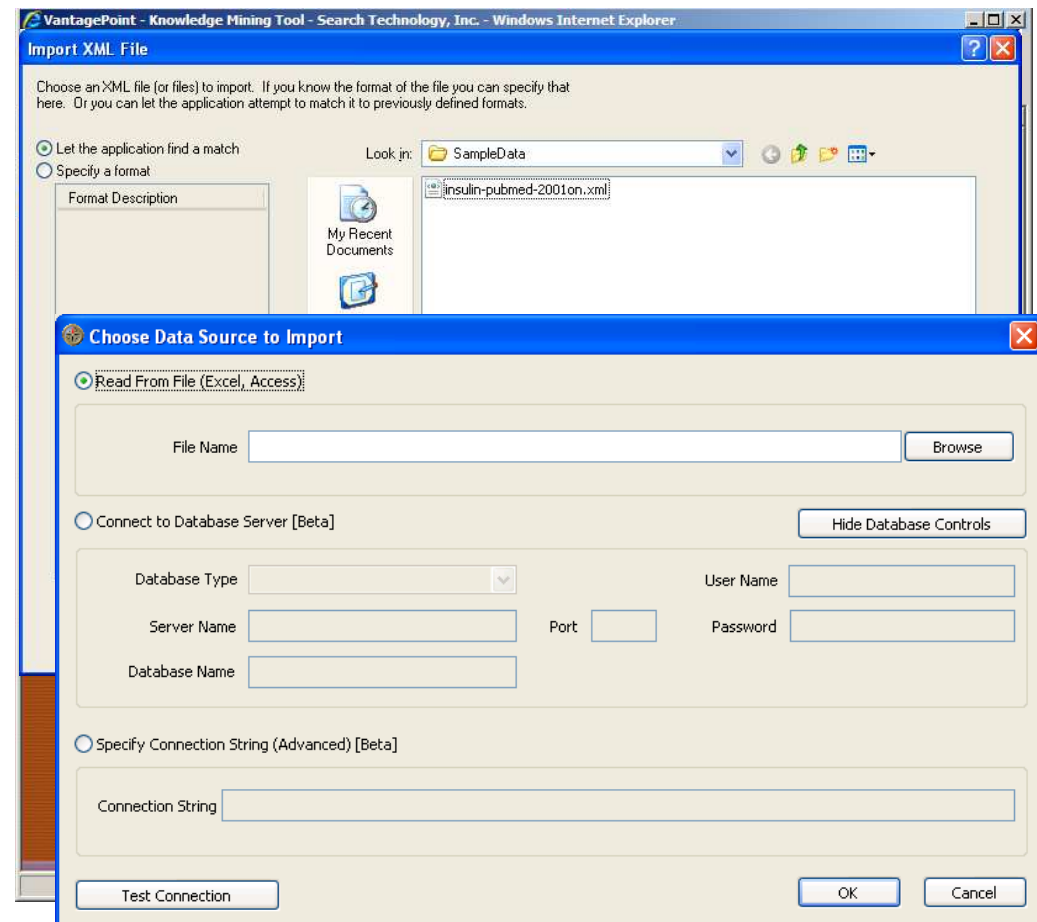 VantagePoint - Knowledge Mining Tool - Search Technology, Inc. - Windows Internet Explorer
Import XML File
Choose an XML file (or files) to import. If you know the format of the file you can specify that
here. Or you can let the application attempt to match it to previously defined formats.
Let the application find a match
Look in: SampleData
Specify a format
Format Description
insulin-pubmed-2001on.xml
My Recent
Documents
Choose Data Source to Import
Read From File (Excel, Access)
File Name
Browse
Connect to Database Server [Beta]
Hide Database Controls
Database Type
User Name
Server Name
Port
Password
Database Name
Specify Connection String (Advanced) [Beta]
Connection String
Test Connection
OK
Cancel